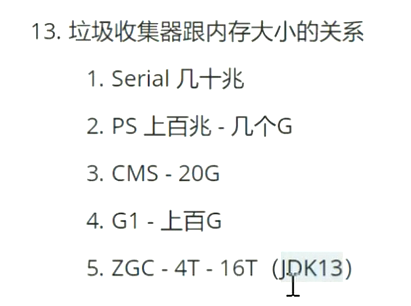 13. 垃圾收集器跟内存大小的关系
1. Serial 几十兆
2. PS 上百兆 - 几个G
3. CMS - 20G
4. G1 - 上百G
5. ZGC - 4T - 16T（JDK13）